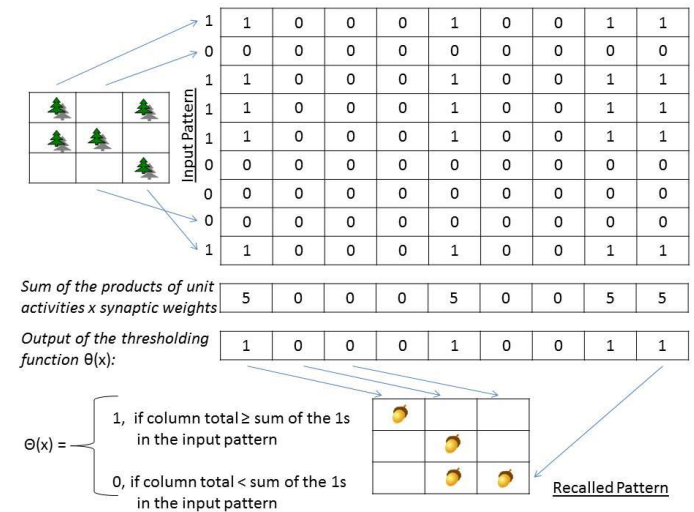 1 1 0 0 0 1 0 0 1 1
0 0 0 0 0 0 0 0 0 0
1 1 0 0 0 1 0 0 1 1
1 1 0 0 0 1 0 0 1 1
1 1 0 0 0 1 0 0 1 1
0 0 0 0 0 0 0 0 0 0
0 0 0 0 0 0 0 0 0 0
0 0 0 0 0 0 0 0 0 0
1 1 0 0 0 1 0 0 1 1
Input Pattern
Sum of the products of unit
activities x synaptic weights
5 0 0 0 5 0 0 5 5
Output of the thresholding
function θ(x):
1 0 0 0 1 0 0 1 1
Θ(x) =
1, if column total ≥ sum of the 1s
in the input pattern
0, if column total < sum of the 1s
in the input pattern
Recalled Pattern